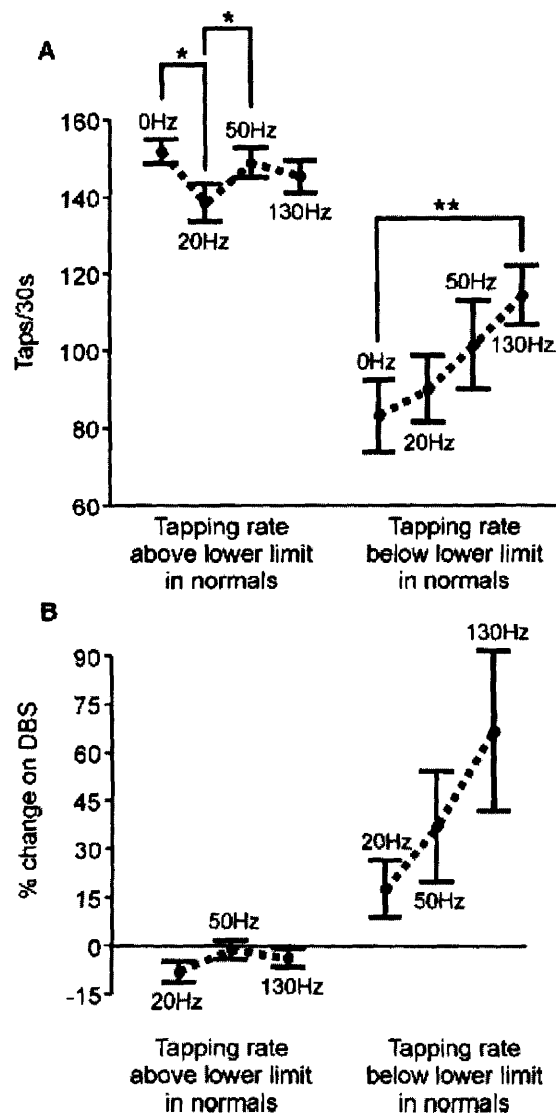 A
*
*
160
140
120
100
80
60
Taps/30s
0Hz
20Hz
50Hz
130Hz
**
0Hz
20Hz
50Hz
130Hz
Tapping rate
above lower limit
in normals
Tapping rate
below lower limit
in normals
B
90
75
60
45
30
15
0
-15
% change on DBS
20Hz
50Hz
130Hz
20Hz
50Hz
130Hz
Tapping rate
above lower limit
in normals
Tapping rate
below lower limit
in normals